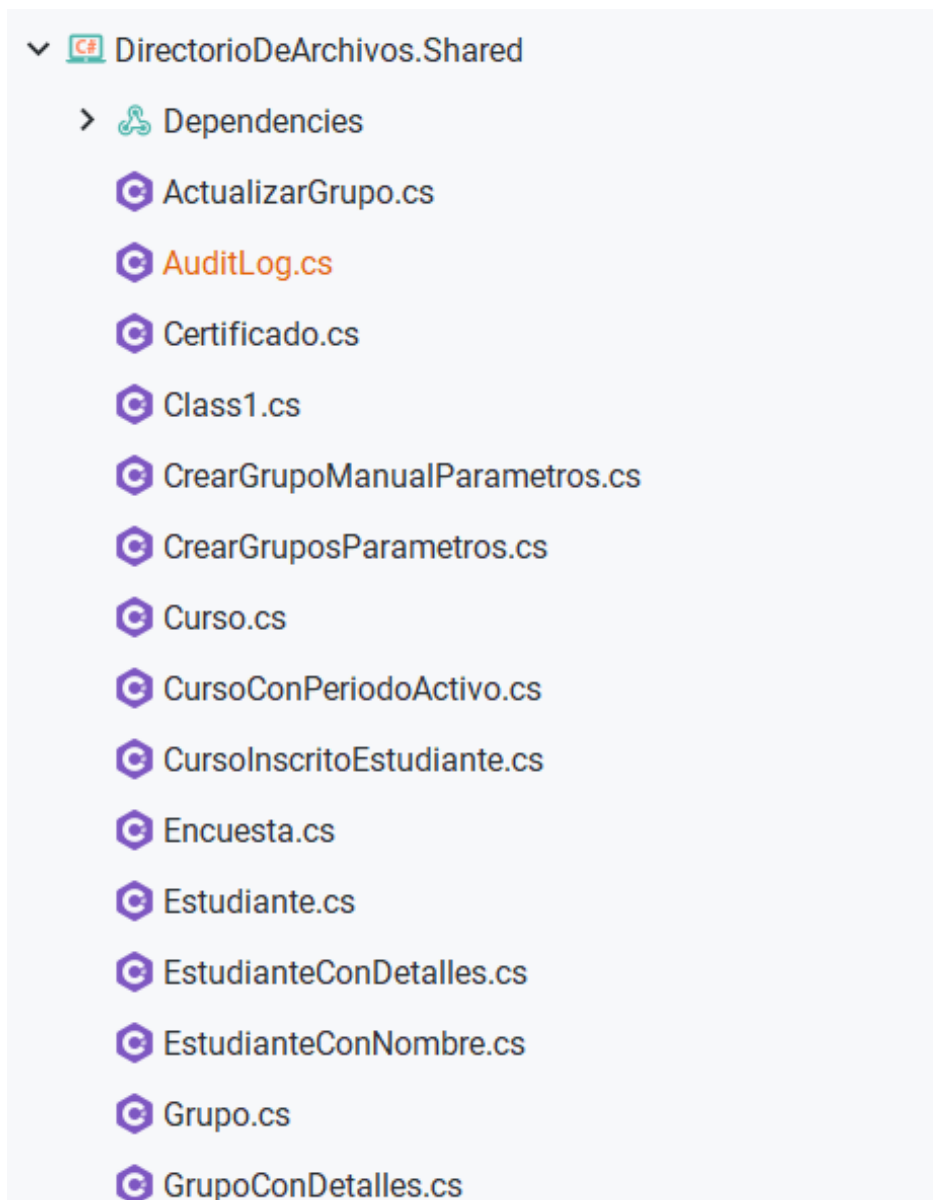 C# DirectorioDeArchivos.Shared
Dependencies
C ActualizarGrupo.cs
C AuditLog.cs
C Certificado.cs
C Class1.cs
C CrearGrupoManualParametros.cs
C CrearGruposParametros.cs
C Curso.cs
C CursoConPeriodoActivo.cs
C CursoInscritoEstudiante.cs
C Encuesta.cs
C Estudiante.cs
C EstudianteConDetalles.cs
C EstudianteConNombre.cs
C Grupo.cs
C GrupoConDetalles.cs